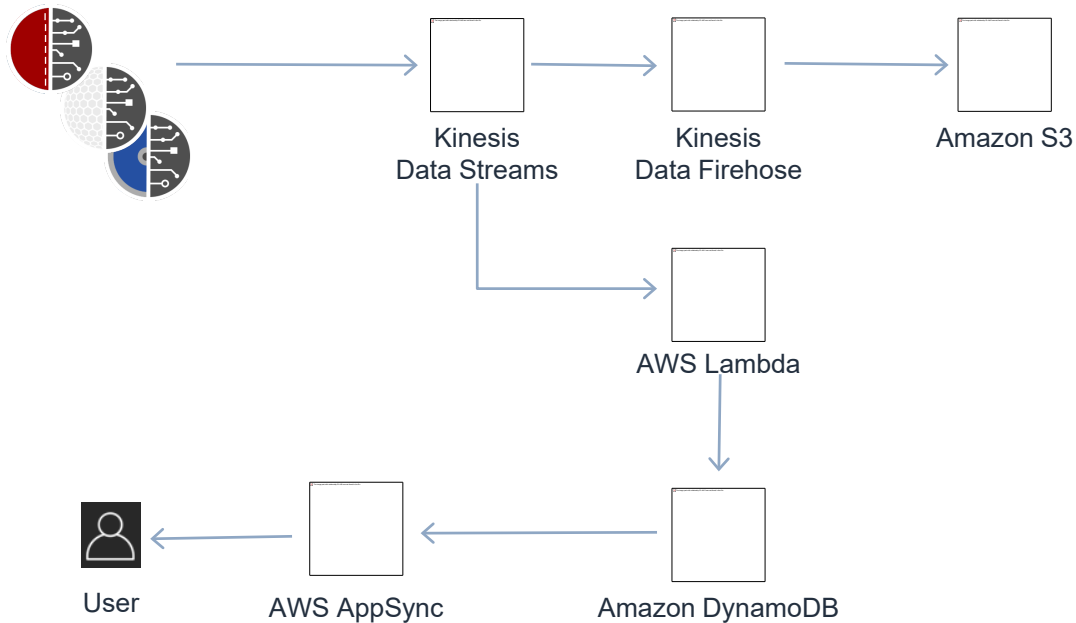 Kinesis
Data Streams
Kinesis
Data Firehose
Amazon S3
AWS Lambda
User
AWS AppSync
Amazon DynamoDB